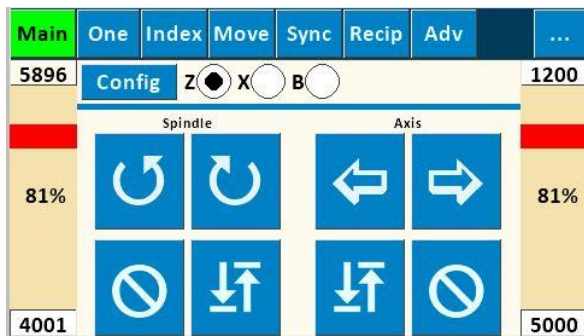 Main One Index Move Sync Recip Adv ...
5896 Config Z X B 1200
Spindle Axis
81% 81%
4001 5000